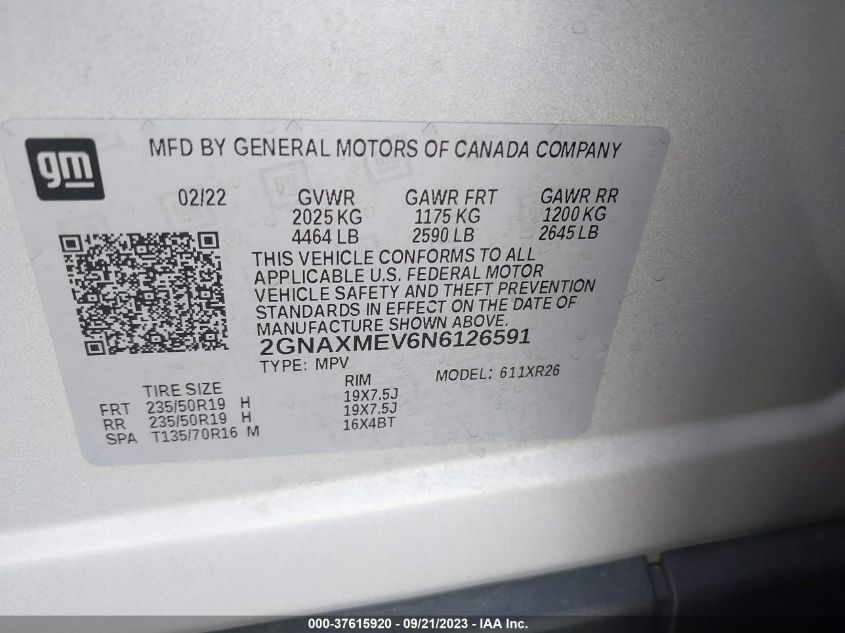 gm
MFD BY GENERAL MOTORS OF CANADA COMPANY
02/22 GVWR GAWR FRT GAWR RR
2025 KG 1175 KG 1200 KG
4464 LB 2590 LB 2645 LB
THIS VEHICLE CONFORMS TO ALL
APPLICABLE U.S. FEDERAL MOTOR
VEHICLE SAFETY AND THEFT PREVENTION
STANDARDS IN EFFECT ON THE DATE OF
MANUFACTURE SHOWN ABOVE.
2GNAXMEV6N6126591
TYPE: MPV MODEL: 611XR26
TIRE SIZE RIM
FRT 235/50R19 H 19X7.5J
RR 235/50R19 H 19X7.5J
SPA T135/70R16 M 16X4BT
000-37615920 - 09/21/2023 - IAA Inc.